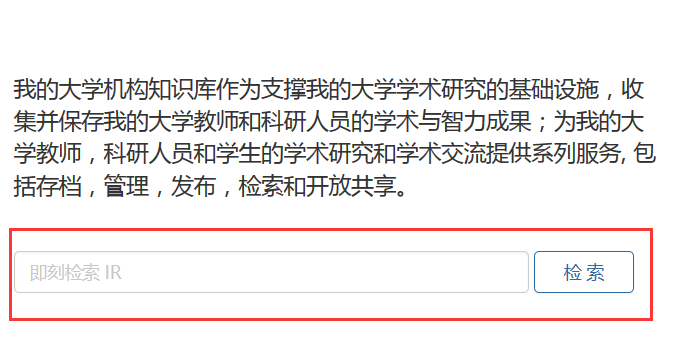 我的大学机构知识库作为支撑我的大学学术研究的基础设施，收
集并保存我的大学教师和科研人员的学术与智力成果；为我的大
学教师，科研人员和学生的学术研究和学术交流提供系列服务, 包
括存档，管理，发布，检索和开放共享。
即刻检索 IR
检 索